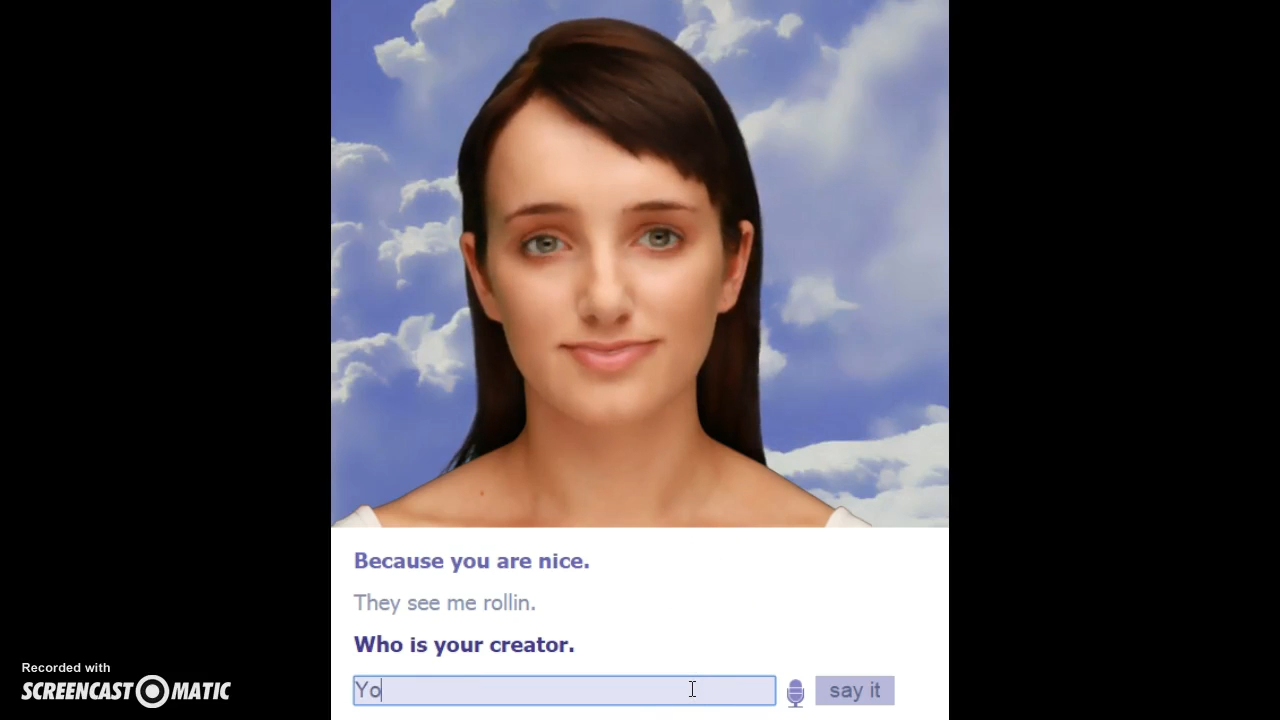 Because you are nice.
They see me rollin.
Who is your creator.
Yo
say it
Recorded with
SCREENCAST MATIC